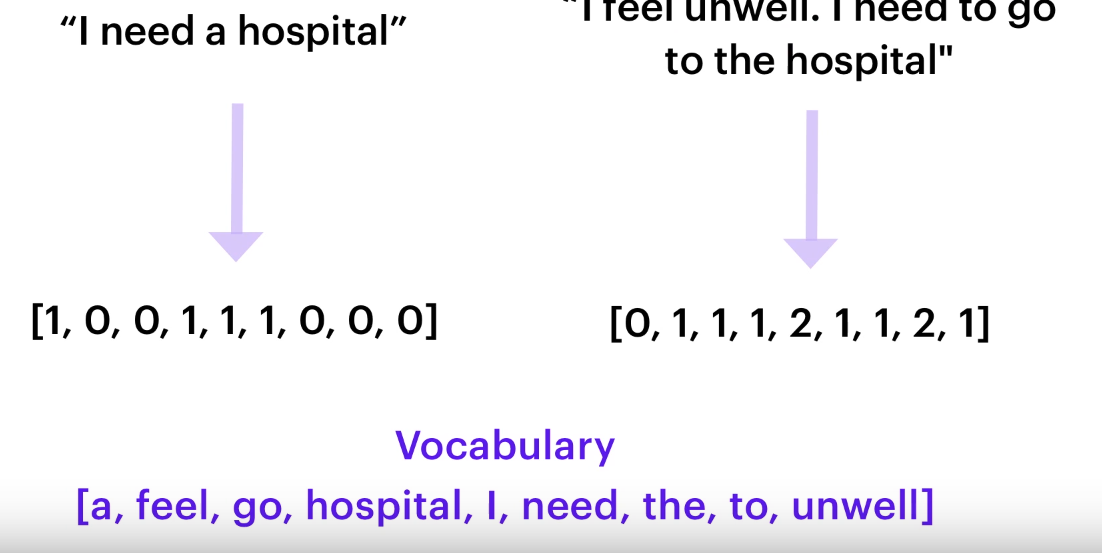 “I need a hospital”
"I feel unwell. I need to go
to the hospital"
[1, 0, 0, 1, 1, 1, 0, 0, 0]
[0, 1, 1, 1, 2, 1, 1, 2, 1]
Vocabulary
[a, feel, go, hospital, I, need, the, to, unwell]